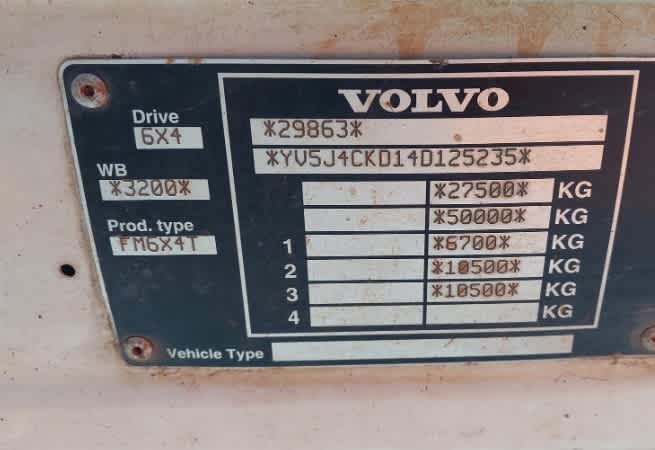 VOLVO
Drive
6X4
*29863*
*YV5J4CKD14D125235*
WB
*3200*
*27500* KG
*50000* KG
Prod. type
FM6X4T
1 *6700* KG
2 *10500* KG
3 *10500* KG
4 KG
Vehicle Type